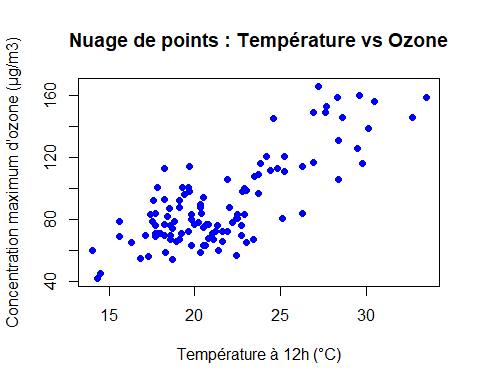 Nuage de points : Température vs Ozone
Concentration maximum d'ozone (µg/m3)
160
120
80
40
15 20 25 30
Température à 12h (°C)